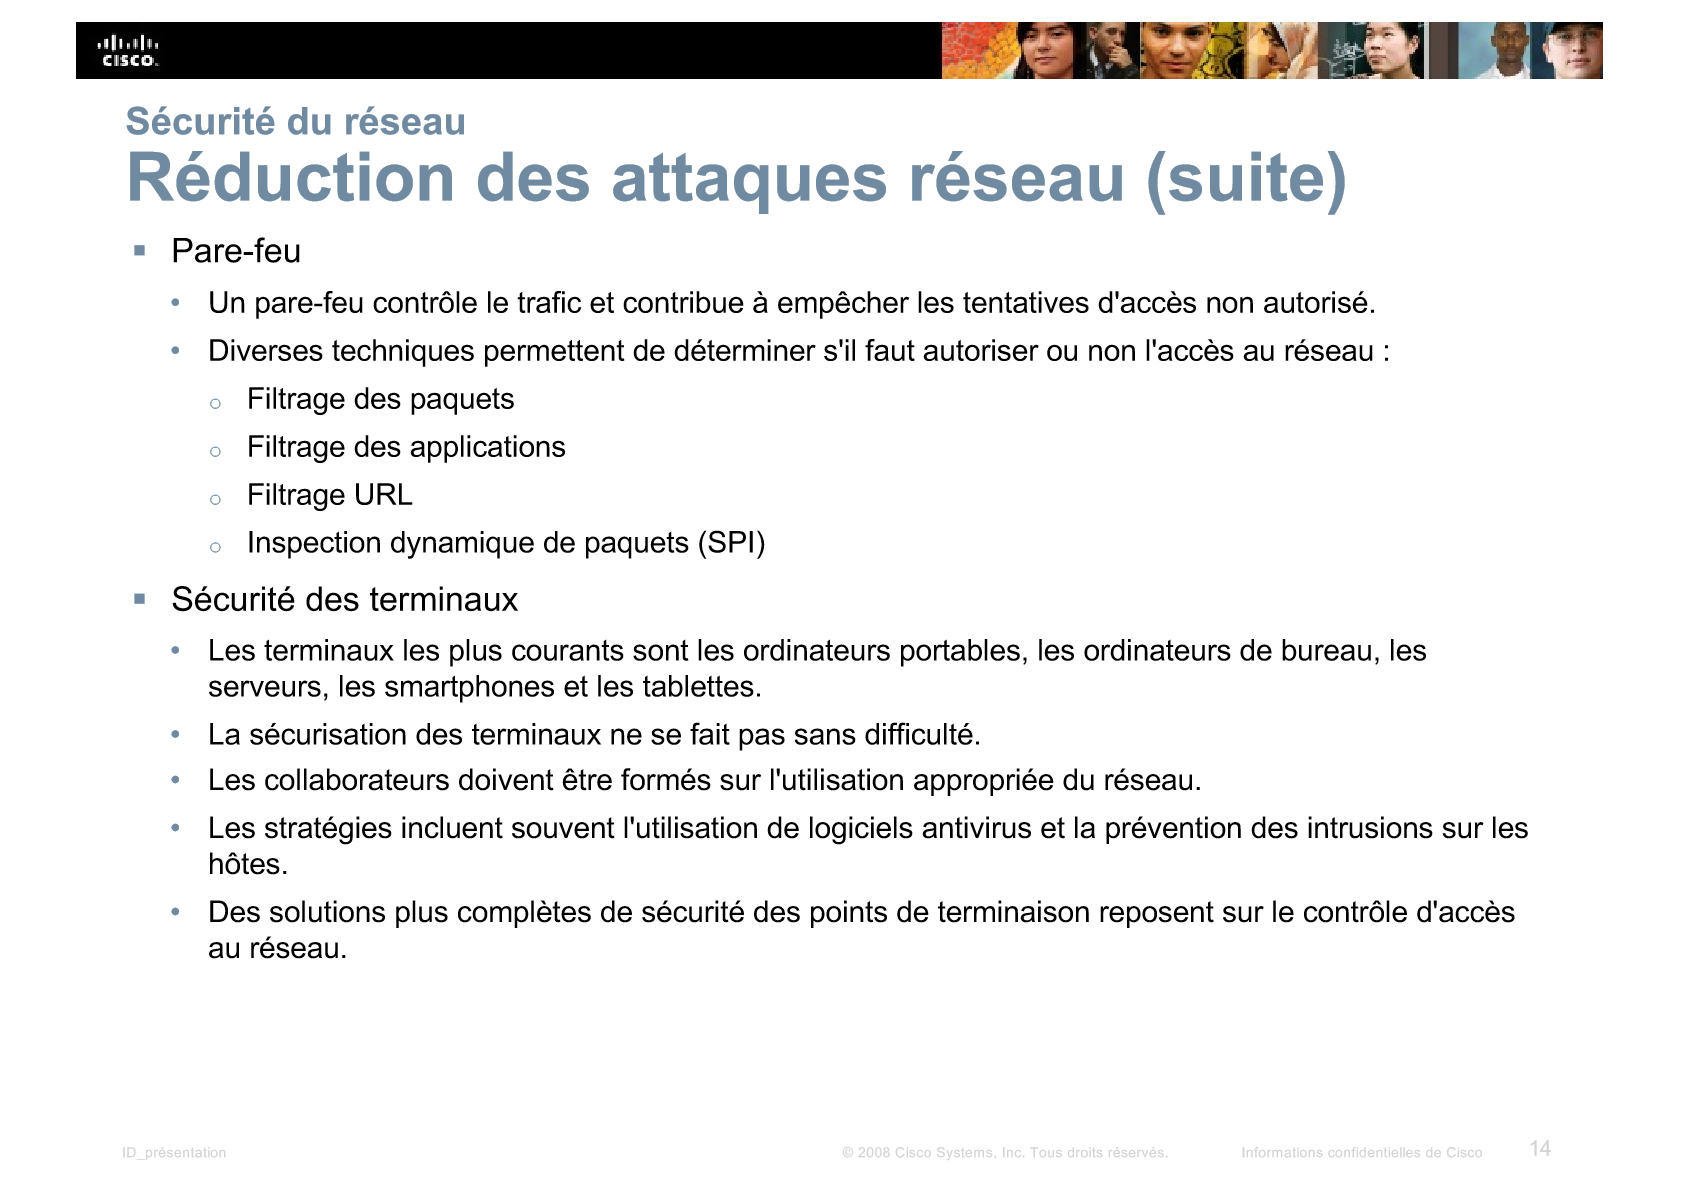 CISCO
Sécurité du réseau
Réduction des attaques réseau (suite)
▪ Pare-feu
• Un pare-feu contrôle le trafic et contribue à empêcher les tentatives d'accès non autorisé.
• Diverses techniques permettent de déterminer s'il faut autoriser ou non l'accès au réseau :
o Filtrage des paquets
o Filtrage des applications
o Filtrage URL
o Inspection dynamique de paquets (SPI)
▪ Sécurité des terminaux
• Les terminaux les plus courants sont les ordinateurs portables, les ordinateurs de bureau, les
serveurs, les smartphones et les tablettes.
• La sécurisation des terminaux ne se fait pas sans difficulté.
• Les collaborateurs doivent être formés sur l'utilisation appropriée du réseau.
• Les stratégies incluent souvent l'utilisation de logiciels antivirus et la prévention des intrusions sur les
hôtes.
• Des solutions plus complètes de sécurité des points de terminaison reposent sur le contrôle d'accès
au réseau.
ID_présentation © 2008 Cisco Systems, Inc. Tous droits réservés. Informations confidentielles de Cisco 14